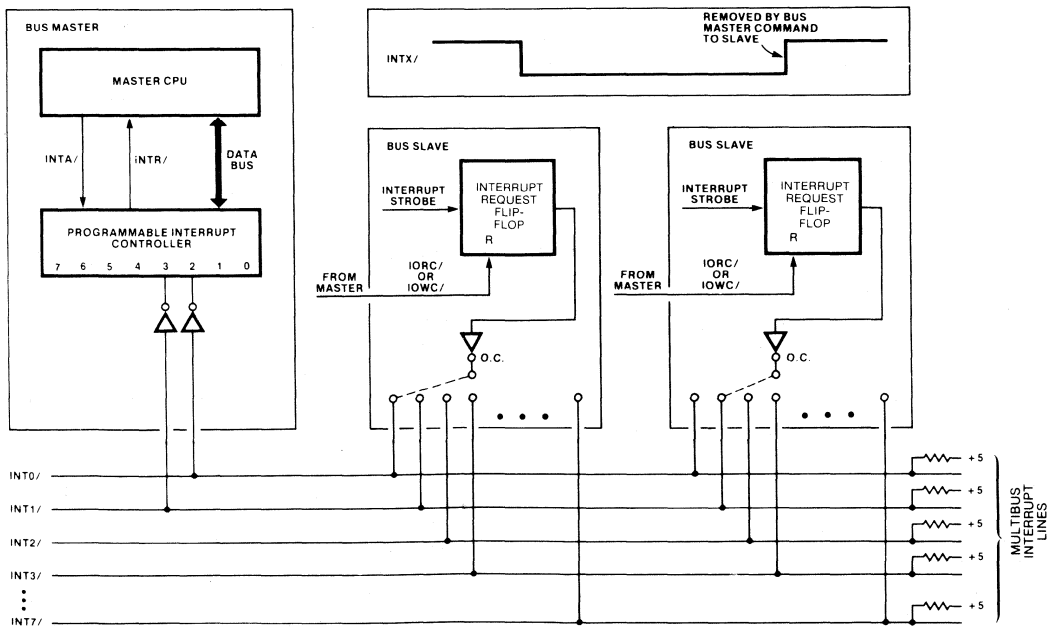 BUS MASTER
MASTER CPU
INTA/
iNTR/
DATA
BUS
PROGRAMMABLE INTERRUPT
CONTROLLER
7 6 5 4 3 2 1 0
INTX/
REMOVED BY BUS
MASTER COMMAND
TO SLAVE
BUS SLAVE
INTERRUPT
STROBE
INTERRUPT
REQUEST
FLIP-
FLOP
R
FROM
MASTER
IORC/
OR
IOWC/
O.C.
BUS SLAVE
INTERRUPT
STROBE
INTERRUPT
REQUEST
FLIP-
FLOP
R
FROM
MASTER
IORC/
OR
IOWC/
O.C.
INT0/
INT1/
INT2/
INT3/
INT7/
+5
+5
+5
+5
+5
MULTIBUS
INTERRUPT
LINES